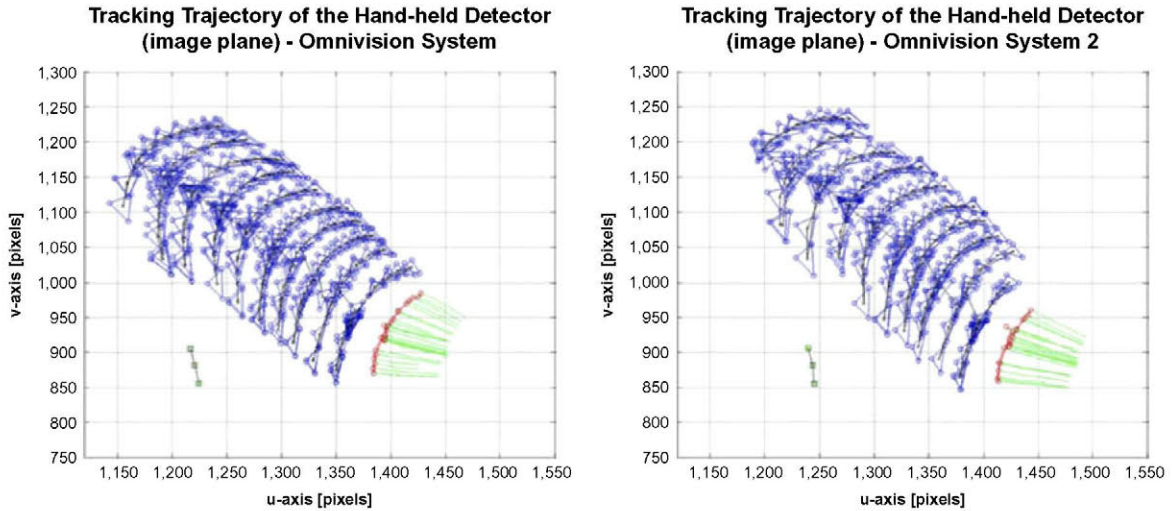 Tracking Trajectory of the Hand-held Detector
(image plane) - Omnivision System
1,300
1,250
1,200
1,150
1,100
1,050
1,000
950
900
850
800
750
v-axis [pixels]
1,150 1,200 1,250 1,300 1,350 1,400 1,450 1,500 1,550
u-axis [pixels]
Tracking Trajectory of the Hand-held Detector
(image plane) - Omnivision System 2
1,300
1,250
1,200
1,150
1,100
1,050
1,000
950
900
850
800
750
v-axis [pixels]
1,150 1,200 1,250 1,300 1,350 1,400 1,450 1,500 1,550
u-axis [pixels]